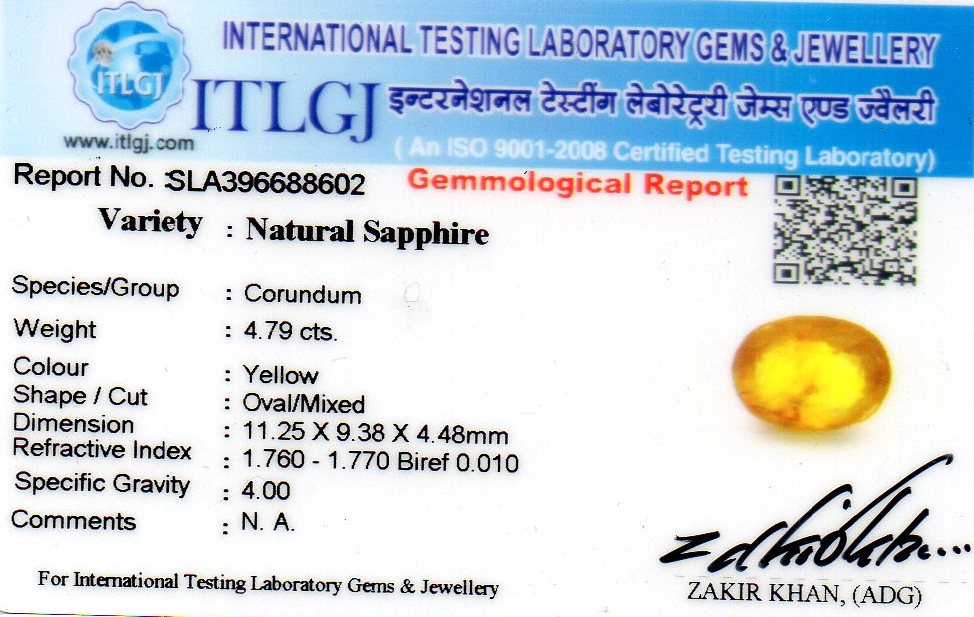 INTERNATIONAL TESTING LABORATORY GEMS & JEWELLERY
ITLGJ
ITLGJ इन्टरनेशनल टेस्टींग लेबोरेट्ररी जेम्स एण्ड ज्वैलरी
www.itlgj.com
( An ISO 9001-2008 Certified Testing Laboratory)
Report No. :SLA396688602
Gemmological Report
Variety : Natural Sapphire
Species/Group : Corundum
Weight : 4.79 cts.
Colour : Yellow
Shape / Cut : Oval/Mixed
Dimension : 11.25 X 9.38 X 4.48mm
Refractive Index : 1.760 - 1.770 Biref 0.010
Specific Gravity : 4.00
Comments : N. A.
For International Testing Laboratory Gems & Jewellery
ZAKIR KHAN, (ADG)